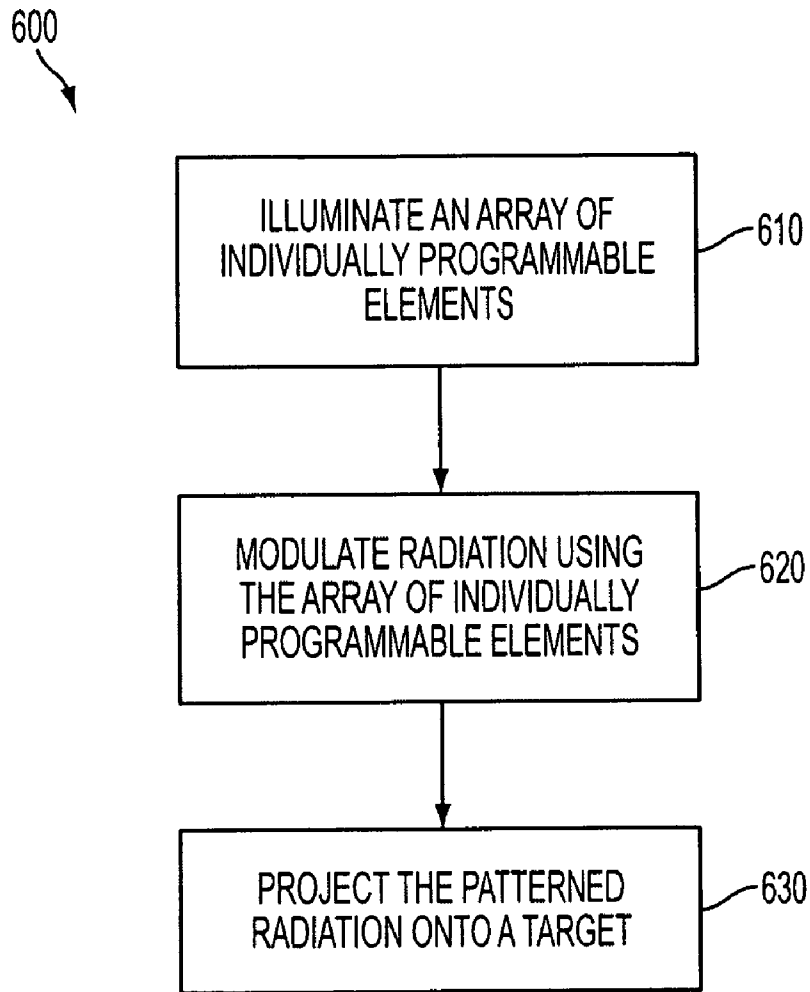 600
ILLUMINATE AN ARRAY OF
INDIVIDUALLY PROGRAMMABLE
ELEMENTS
610
MODULATE RADIATION USING
THE ARRAY OF INDIVIDUALLY
PROGRAMMABLE ELEMENTS
620
PROJECT THE PATTERNED
RADIATION ONTO A TARGET
630